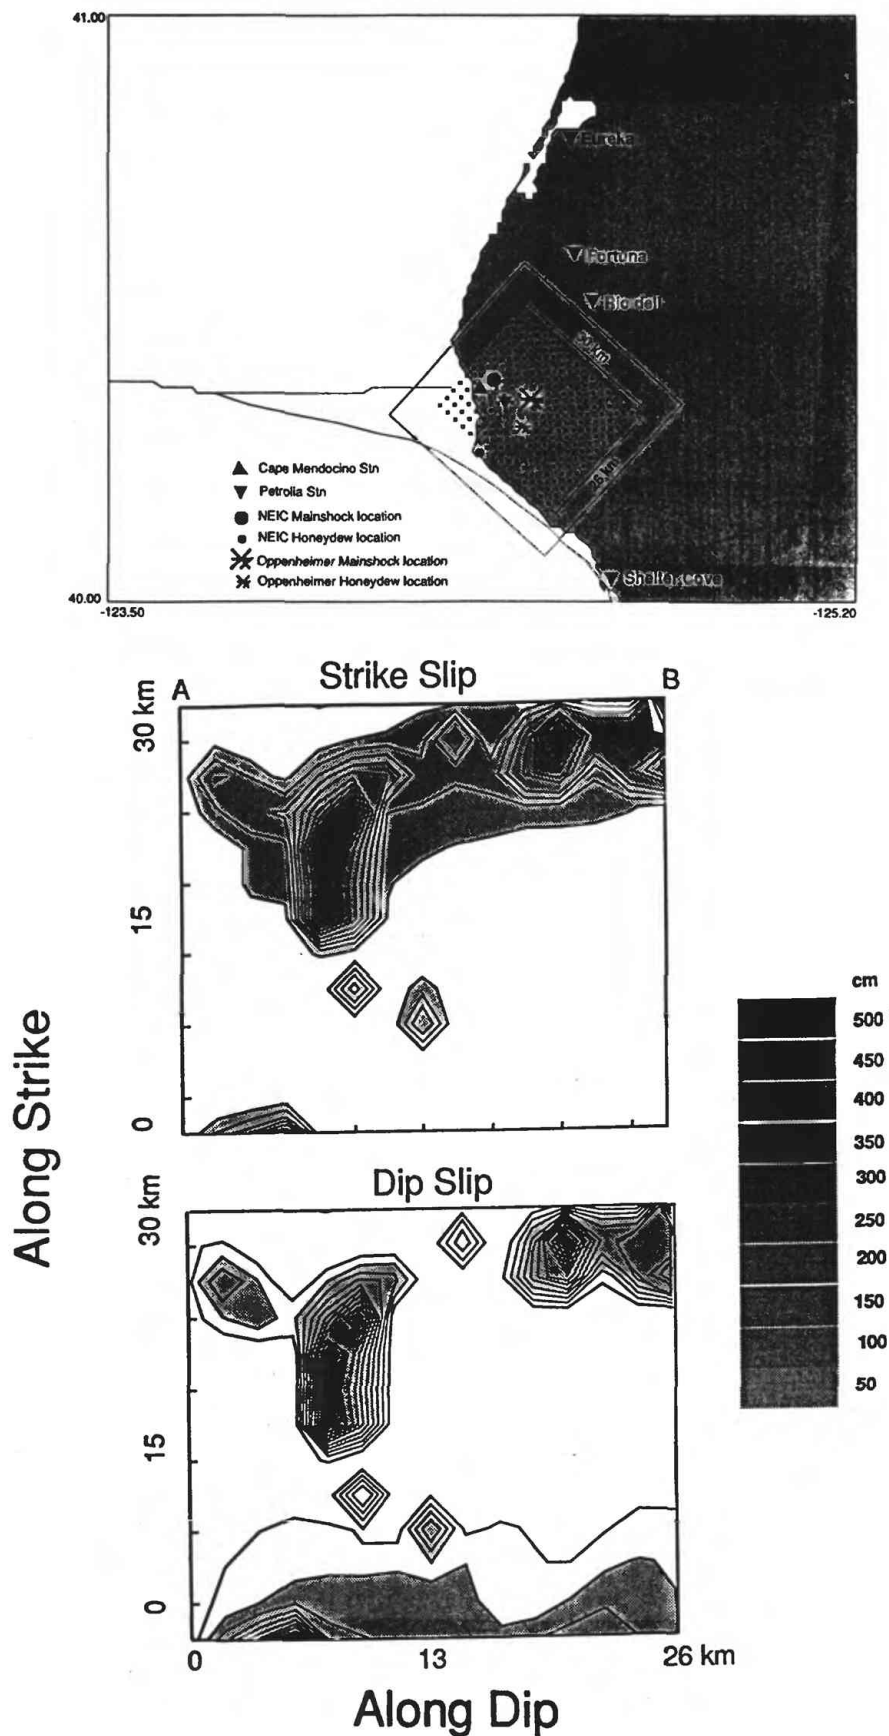 41.00
Eureka
Fortuna
Rio dell
30 km
16 km
Cape Mendocino Stn
Petrolia Stn
NEIC Mainshock location
NEIC Honeydew location
Oppenheimer Mainshock location
Oppenheimer Honeydew location
Shelter cove
40.00
-123.50
-125.20
Strike Slip
A
B
30 km
15
0
Along Strike
cm
500
450
400
350
300
250
200
150
100
50
Dip Slip
30 km
15
0
0
13
26 km
Along Dip